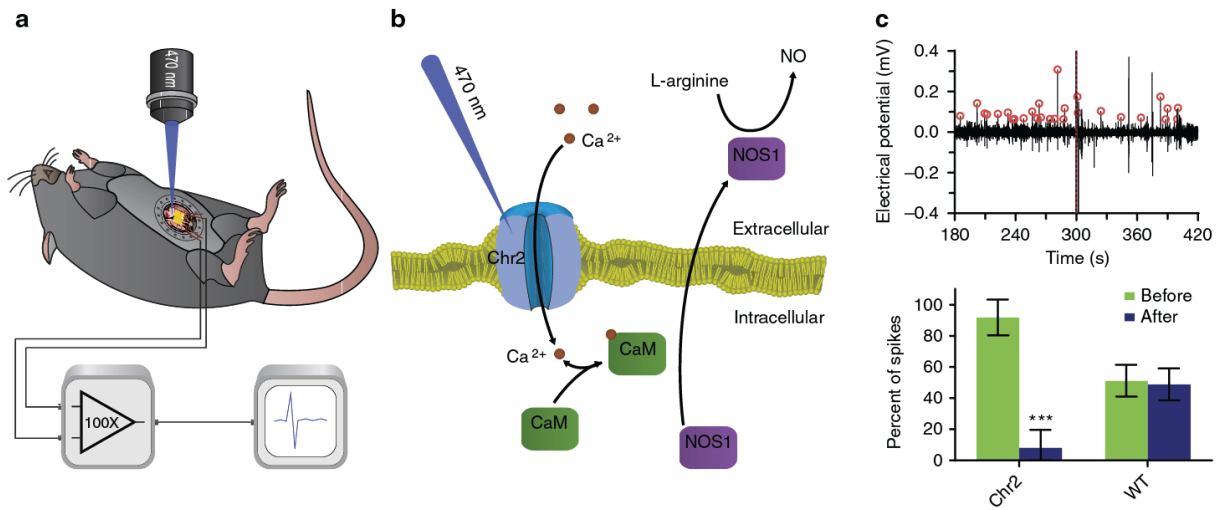 a
470 nm
100X
b
470 nm
Ca 2+
L-arginine
NO
NOS1
Chr2
Extracellular
Intracellular
Ca 2+
CaM
CaM
NOS1
c
Electrical potential (mV)
0.4
0.2
0.0
–0.2
–0.4
180 240 300 360 420
Time (s)
Before
After
Percent of spikes
100
80
60
40
20
0
***
Chr2
WT